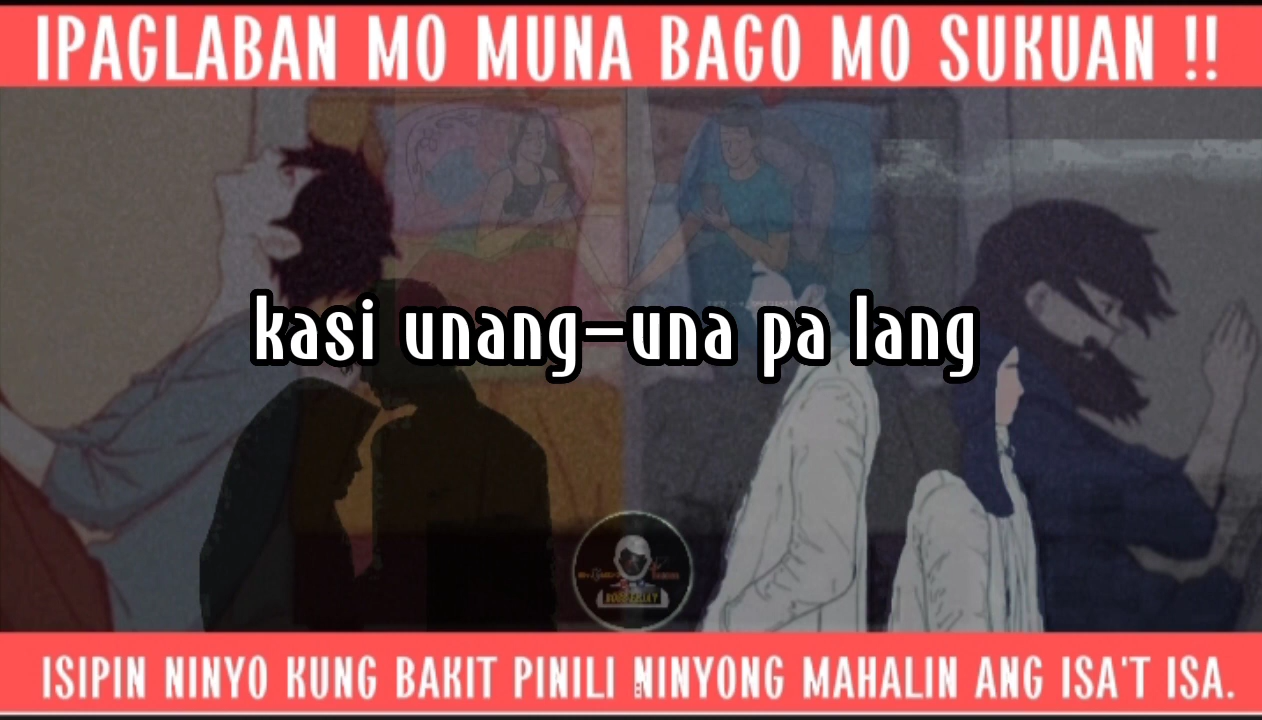 IPAGLABAN MO MUNA BAGO MO SUKUAN !!
kasi unang-una pa lang
ISIPIN NINYO KUNG BAKIT PINILI NINYONG MAHALIN ANG ISA'T ISA.